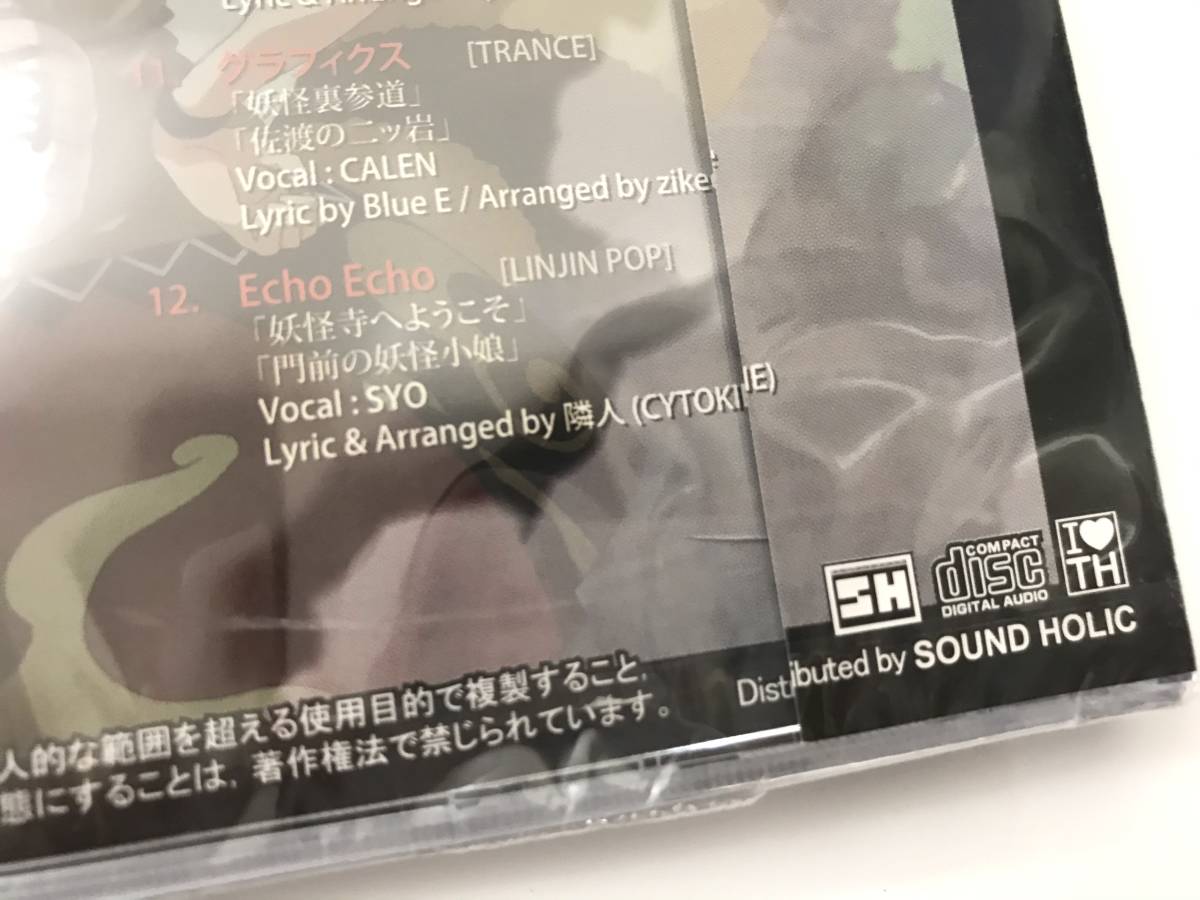 Lyric & Arranged
11. グラフィクス [TRANCE]
「妖怪裏参道」
「佐渡の二ッ岩」
Vocal : CALEN
Lyric by Blue E / Arranged by
12. Echo Echo [LINJIN POP]
「妖怪寺へようこそ」
「門前の妖怪小娘」
Vocal : SYO
Lyric & Arranged by 隣人 (CYTOKINE)
SH
COMPACT
disc
DIGITAL AUDIO
I♥
TH
Distributed by SOUND HOLIC
人的な範囲を超える使用目的で複製すること,
態にすることは, 著作権法で禁じられています。